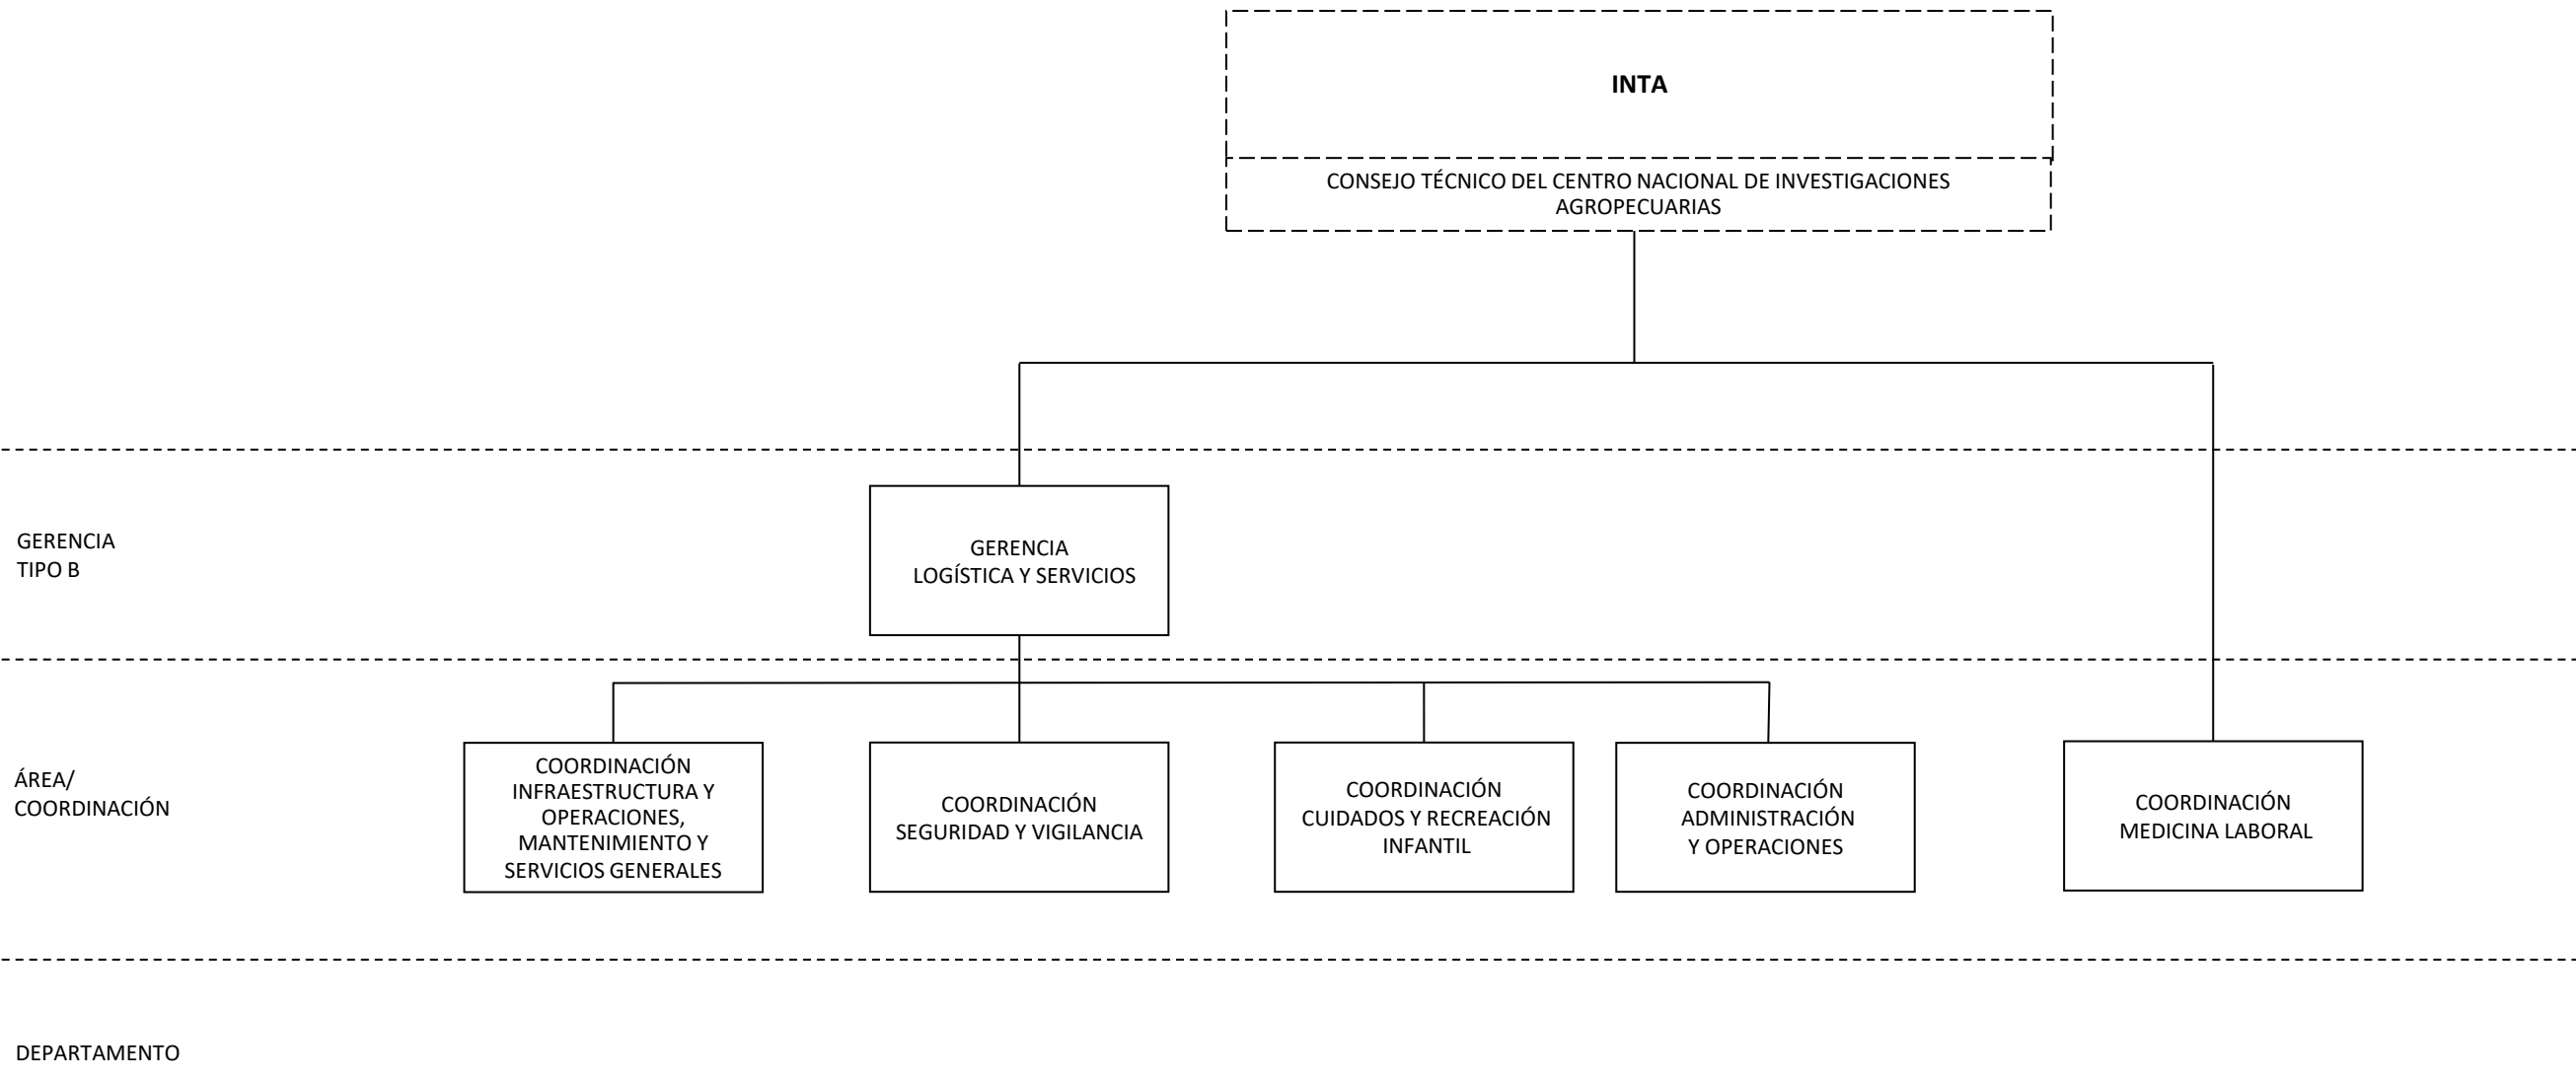 INTA
CONSEJO TÉCNICO DEL CENTRO NACIONAL DE INVESTIGACIONES
AGROPECUARIAS
GERENCIA
TIPO B
GERENCIA
LOGÍSTICA Y SERVICIOS
ÁREA/
COORDINACIÓN
COORDINACIÓN
INFRAESTRUCTURA Y
OPERACIONES,
MANTENIMIENTO Y
SERVICIOS GENERALES
COORDINACIÓN
SEGURIDAD Y VIGILANCIA
COORDINACIÓN
CUIDADOS Y RECREACIÓN
INFANTIL
COORDINACIÓN
ADMINISTRACIÓN
Y OPERACIONES
COORDINACIÓN
MEDICINA LABORAL
DEPARTAMENTO